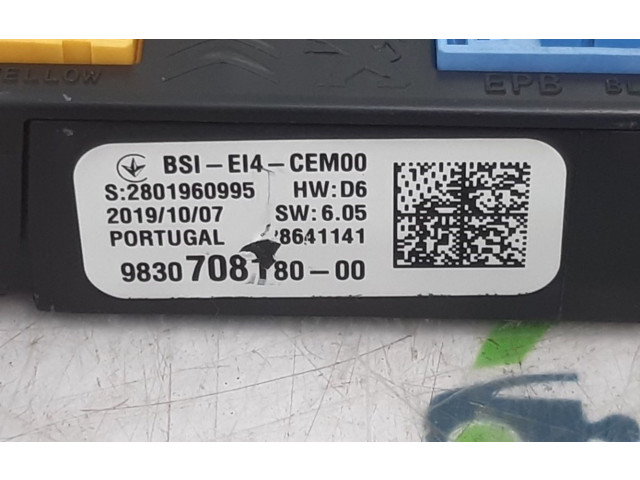 YELLOW
EPB
BSI-EI4-CEM00
S:2801960995 HW:D6
2019/10/07 SW:6.05
PORTUGAL 8641141
9830708180-00